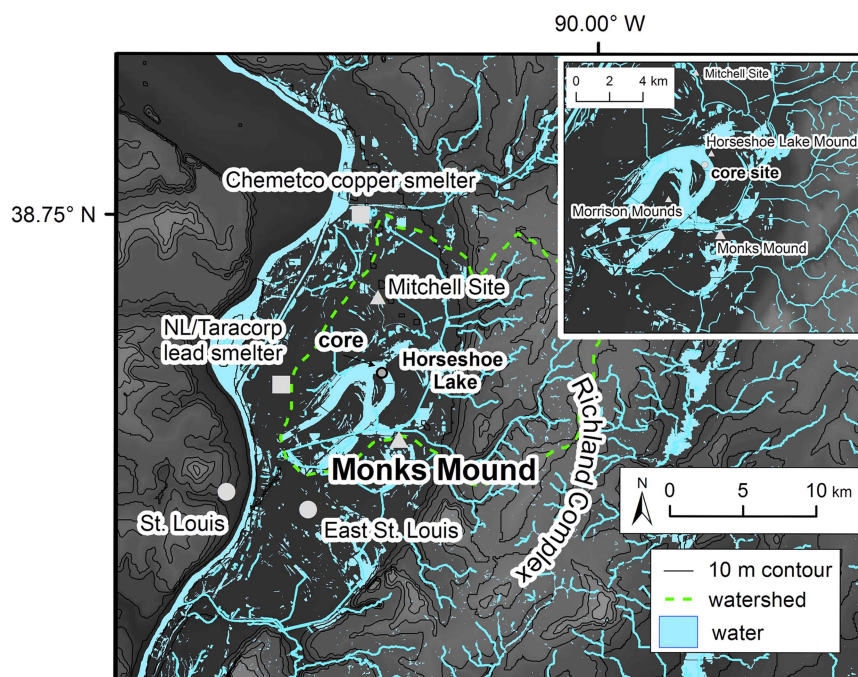 90.00° W
38.75° N
Chemetco copper smelter
Mitchell Site
NL/Taracorp
lead smelter
core
Horseshoe
Lake
Monks Mound
St. Louis
East St. Louis
Richland Complex
0 2 4 km
Mitchell Site
Horseshoe Lake Mound
core site
Morrison Mounds
Monks Mound
N
0 5 10 km
10 m contour
watershed
water